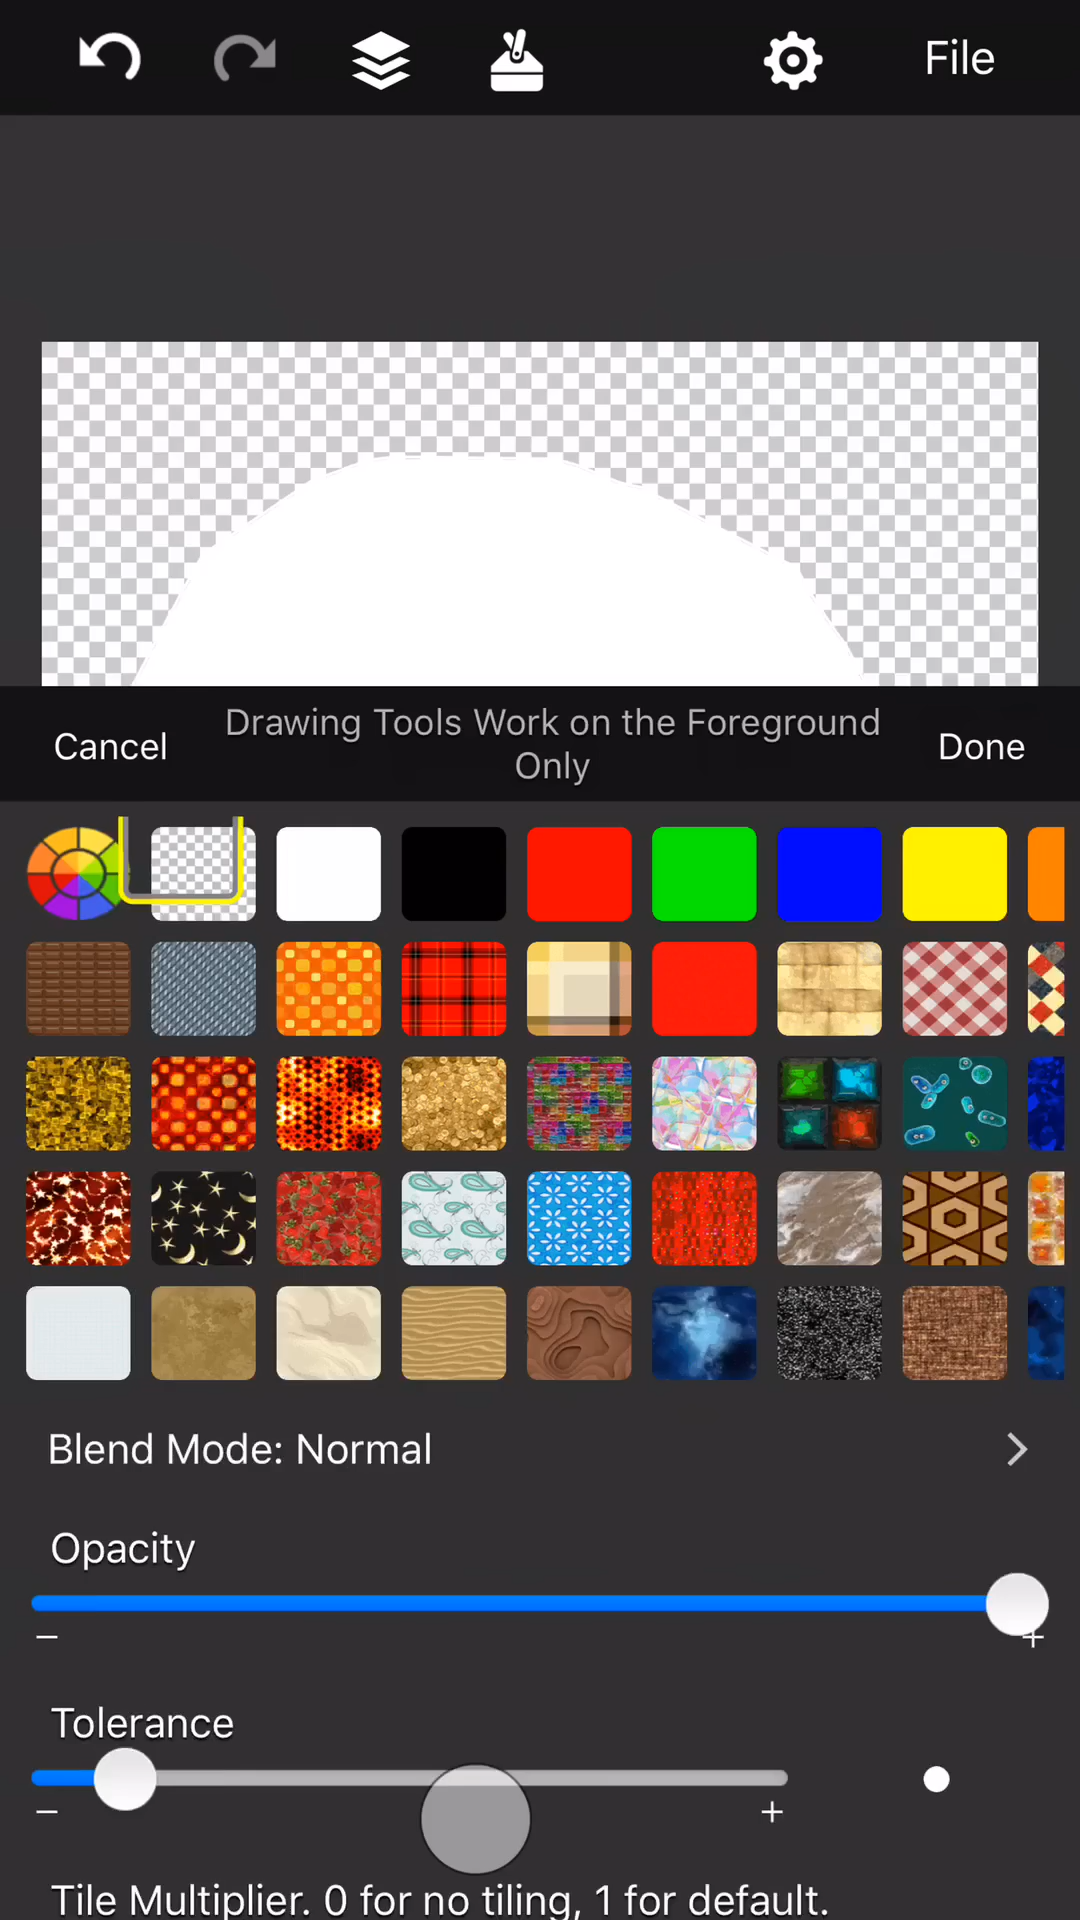 File
Cancel
Drawing Tools Work on the Foreground
Only
Done
Blend Mode: Normal
Opacity
Tolerance
Tile Multiplier. 0 for no tiling, 1 for default.